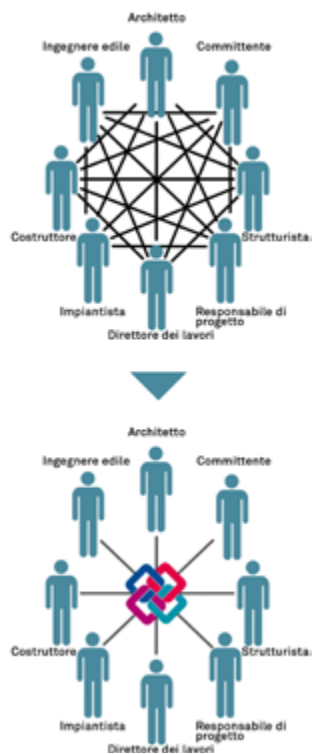 Architetto
Ingegnere edile
Committente
Costruttore
Strutturista
Impiantista
Responsabile di
progetto
Direttore dei lavori
Architetto
Ingegnere edile
Committente
Costruttore
Strutturista
Impiantista
Responsabile di
progetto
Direttore dei lavori